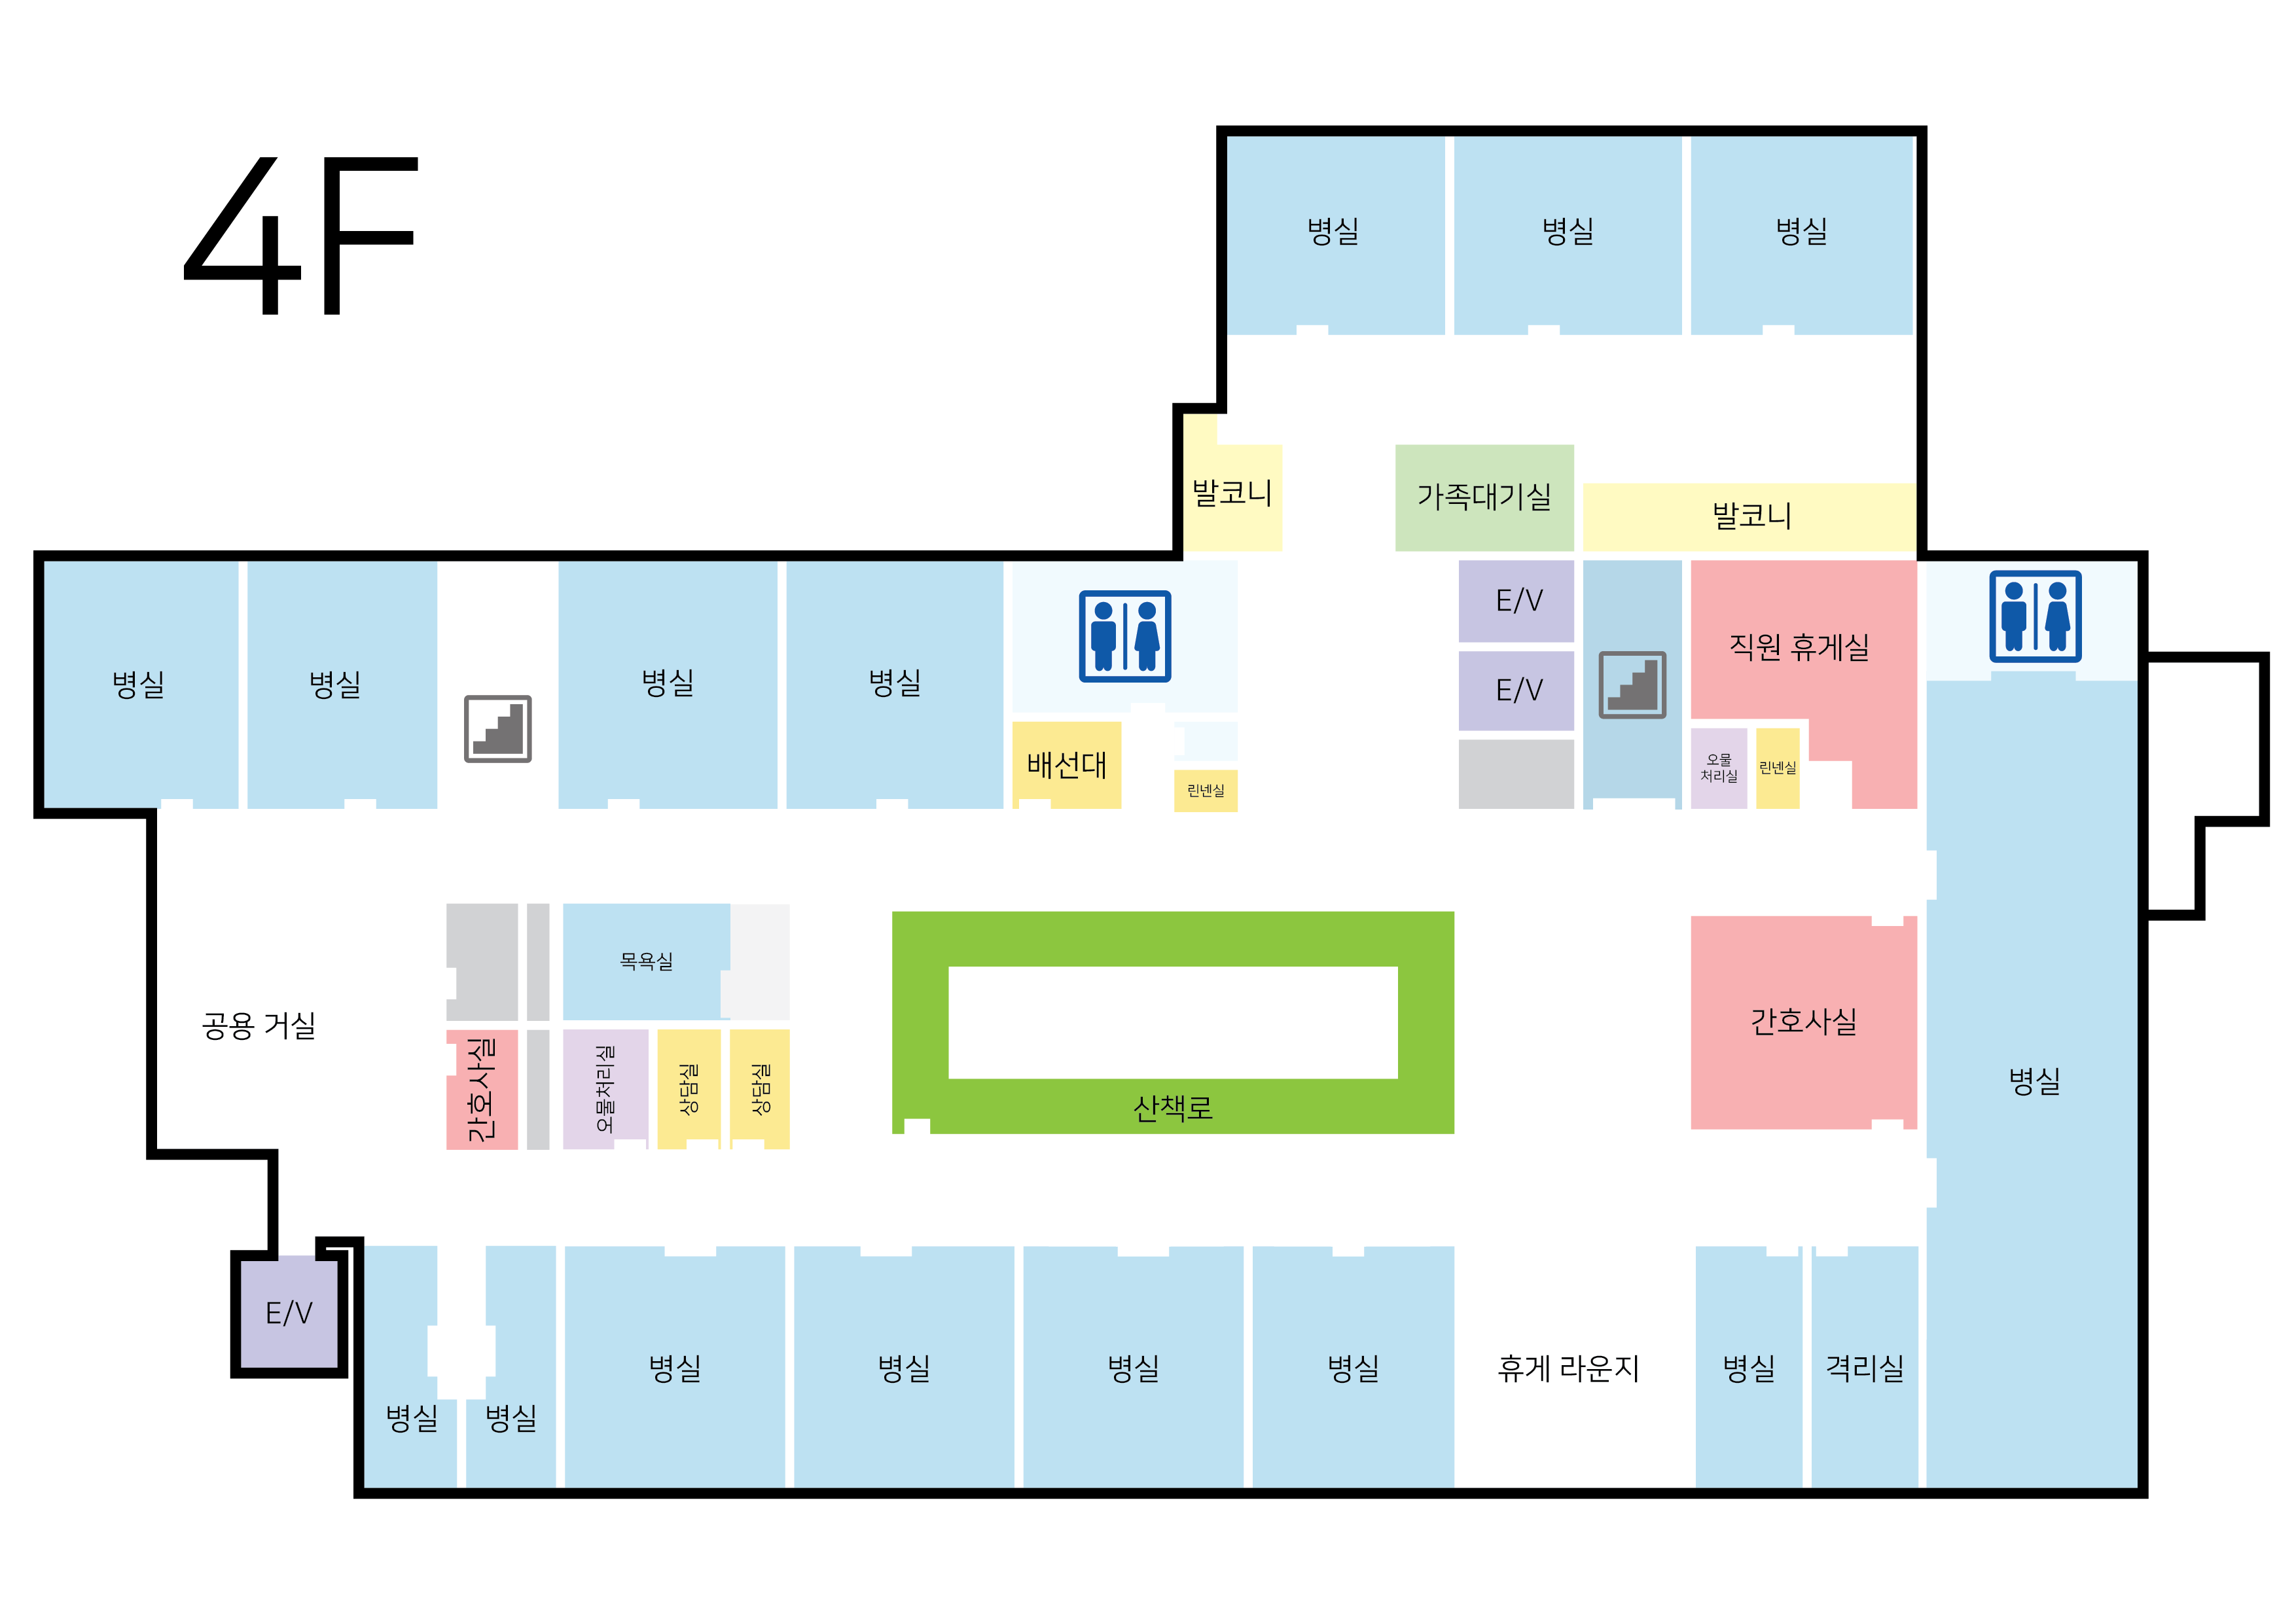 4F
병실
병실
병실
발코니
가족대기실
발코니
병실
병실
병실
병실
배선대
린넨실
E/V
E/V
직원 휴게실
오물
처리실
린넨실
공용 거실
목욕실
간호사실
오물처리실
상담실
상담실
산책로
간호사실
병실
E/V
병실
병실
병실
병실
병실
병실
휴게 라운지
병실
격리실